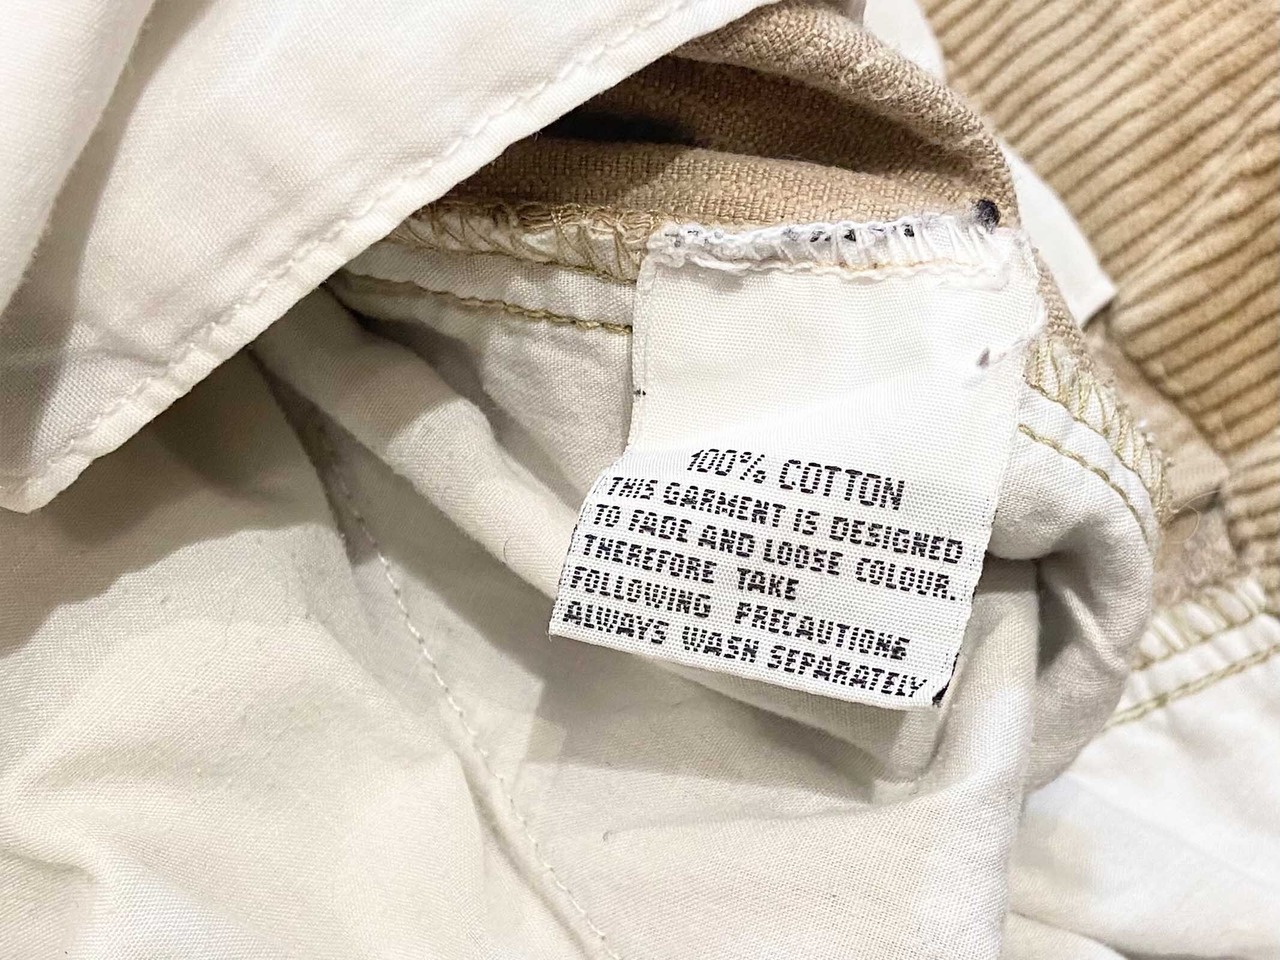 100% COTTON
THIS GARMENT IS DESIGNED
TO FADE AND LOOSE COLOUR.
THEREFORE TAKE
FOLLOWING PRECAUTIONS
ALWAYS WASH SEPARATELY